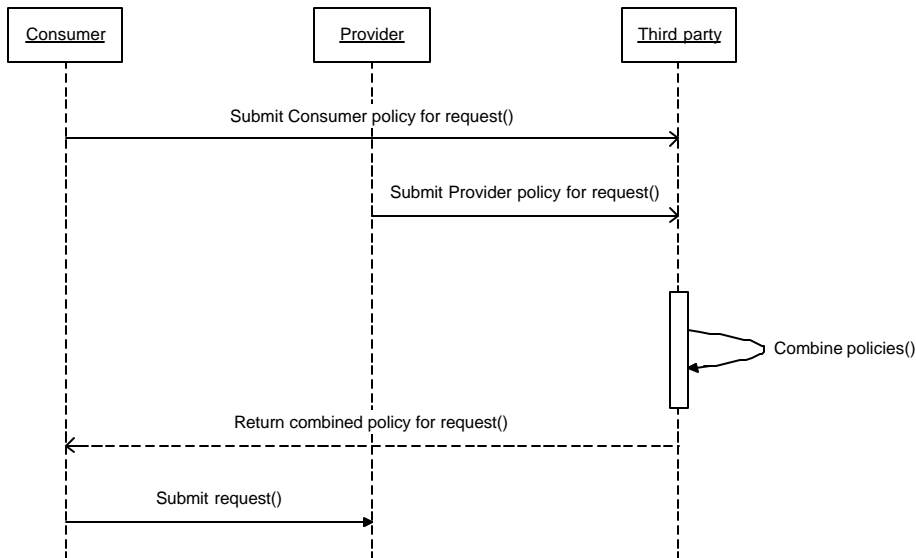 Consumer
Provider
Third party
Submit Consumer policy for request()
Submit Provider policy for request()
Combine policies()
Return combined policy for request()
Submit request()